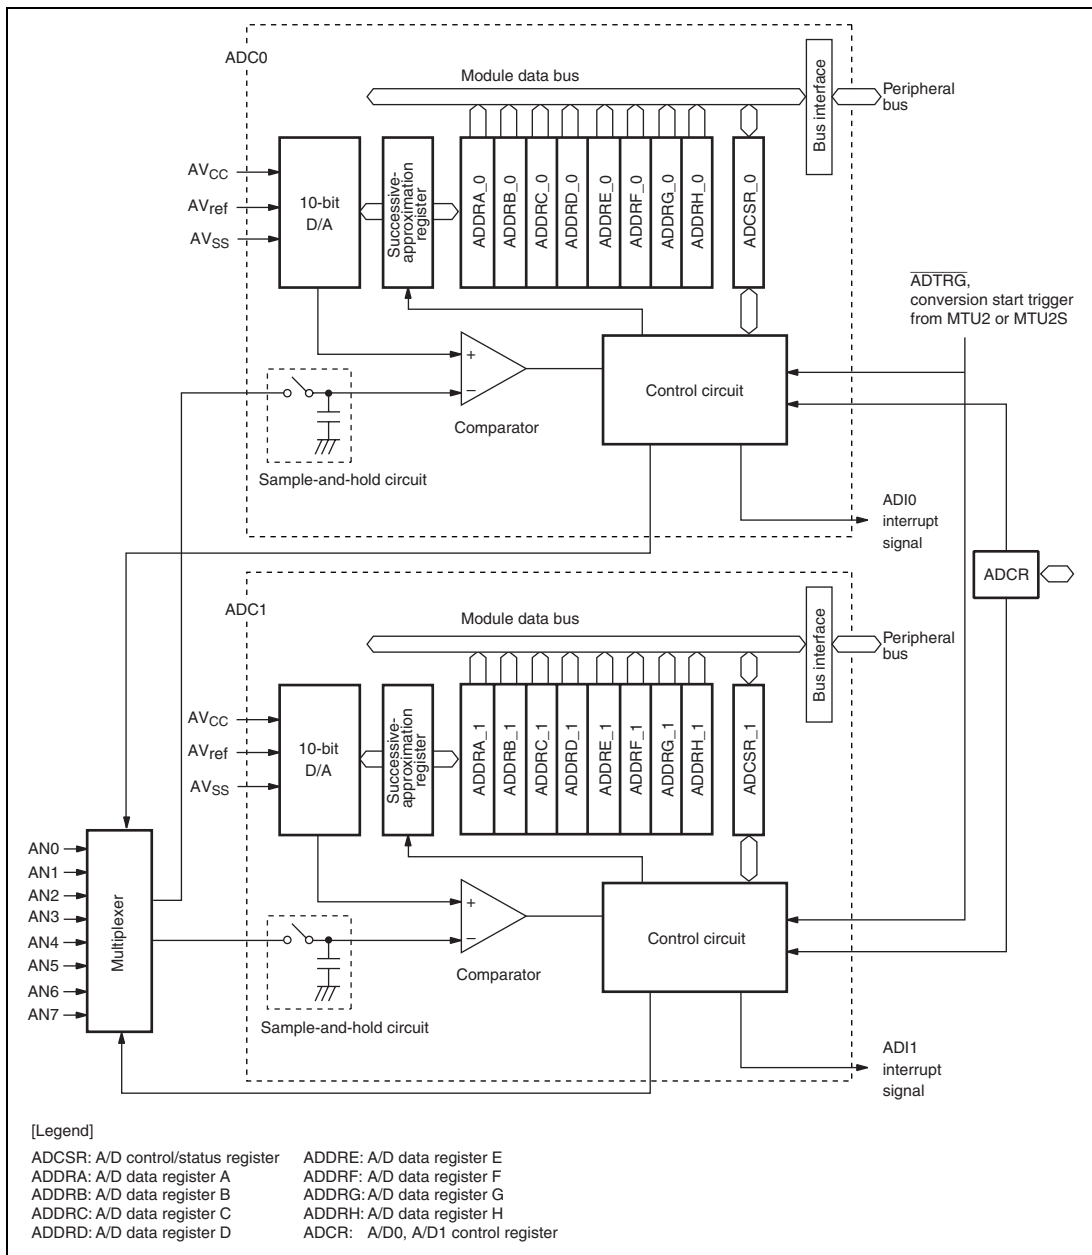 ADC0
Module data bus
Bus interface
Peripheral
bus
AVCC
AVref
AVSS
10-bit
D/A
Successive-
approximation
register
ADDRA_0
ADDRB_0
ADDRC_0
ADDRD_0
ADDRE_0
ADDRF_0
ADDRG_0
ADDRH_0
ADCSR_0
ADTRG,
conversion start trigger
from MTU2 or MTU2S
+
−
Comparator
Control circuit
Sample-and-hold circuit
ADI0
interrupt
signal
ADCR
ADC1
Module data bus
Bus interface
Peripheral
bus
AVCC
AVref
AVSS
10-bit
D/A
Successive-
approximation
register
ADDRA_1
ADDRB_1
ADDRC_1
ADDRD_1
ADDRE_1
ADDRF_1
ADDRG_1
ADDRH_1
ADCSR_1
AN0
AN1
AN2
AN3
AN4
AN5
AN6
AN7
Multiplexer
+
−
Comparator
Control circuit
Sample-and-hold circuit
ADI1
interrupt
signal
[Legend]
ADCSR: A/D control/status register
ADDRA: A/D data register A
ADDRB: A/D data register B
ADDRC: A/D data register C
ADDRD: A/D data register D
ADDRE: A/D data register E
ADDRF: A/D data register F
ADDRG: A/D data register G
ADDRH: A/D data register H
ADCR: A/D0, A/D1 control register